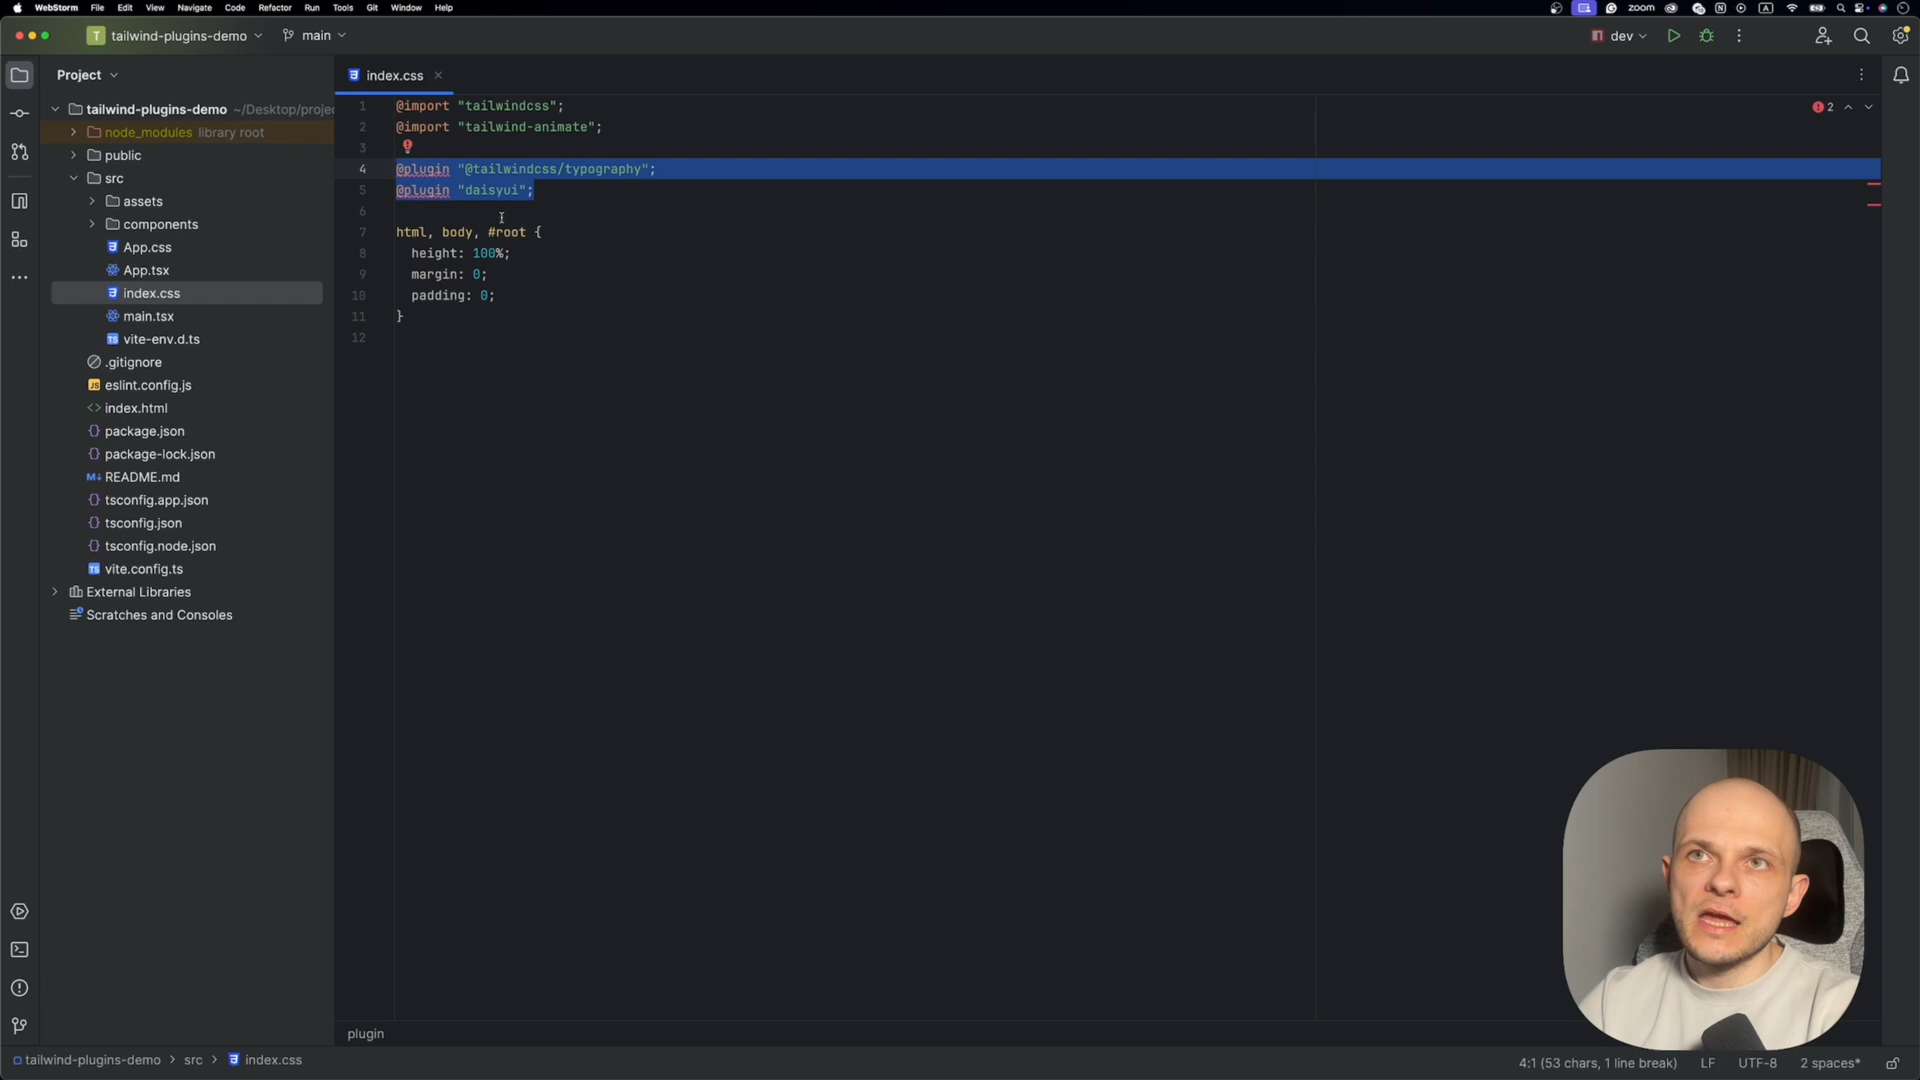 WebStorm File Edit View Navigate Code Refactor Run Tools Git Window Help
zoom
T tailwind-plugins-demo main dev
Project index.css
tailwind-plugins-demo ~/Desktop/projec
node_modules library root
public
src
assets
components
App.css
App.tsx
index.css
main.tsx
TS vite-env.d.ts
.gitignore
JS eslint.config.js
<> index.html
{} package.json
{} package-lock.json
M↓ README.md
{} tsconfig.app.json
{} tsconfig.json
{} tsconfig.node.json
TS vite.config.ts
External Libraries
Scratches and Consoles
1 @import "tailwindcss";
2 @import "tailwind-animate";
3
4 @plugin "@tailwindcss/typography";
5 @plugin "daisyui";
6
7 html, body, #root {
8 height: 100%;
9 margin: 0;
10 padding: 0;
11 }
12
2
plugin
tailwind-plugins-demo > src > index.css 4:1 (53 chars, 1 line break) LF UTF-8 2 spaces*